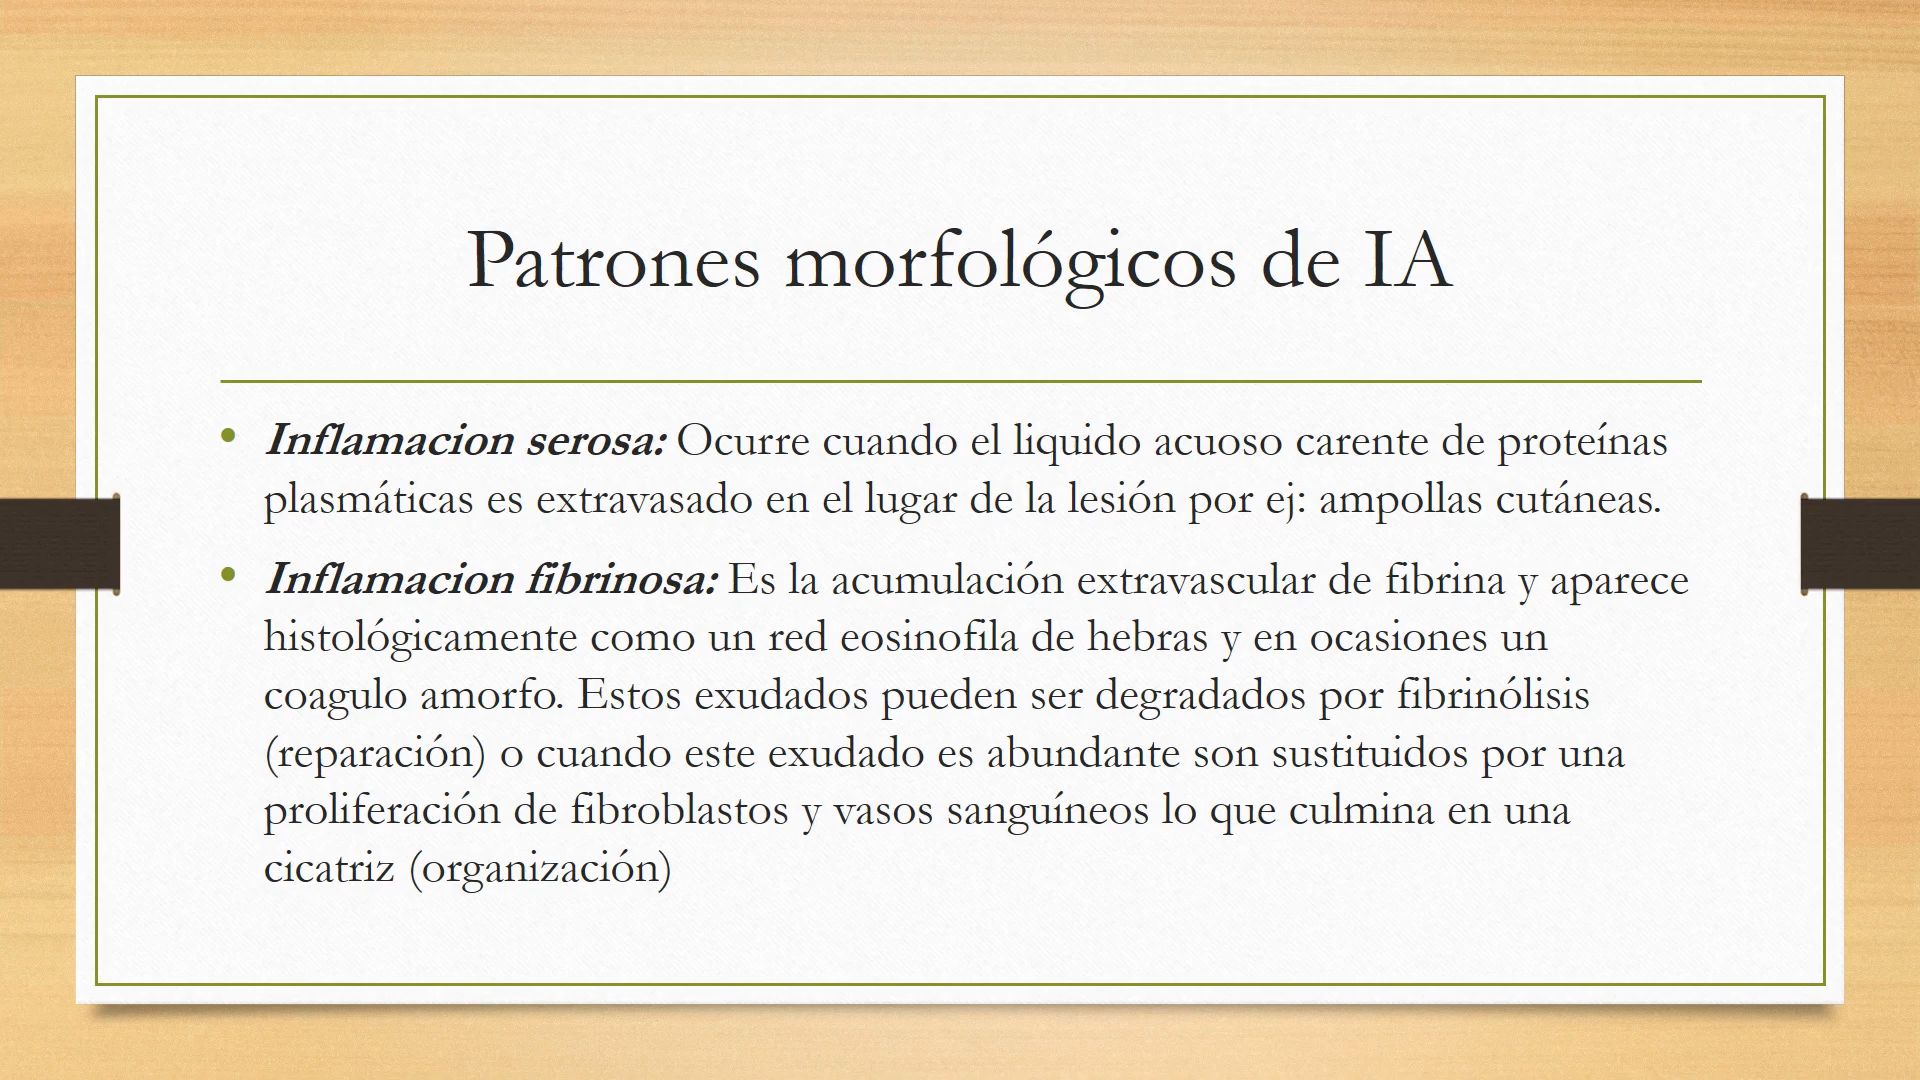 Patrones morfológicos de IA
• Inflamacion serosa: Ocurre cuando el liquido acuoso carente de proteínas
plasmáticas es extravasado en el lugar de la lesión por ej: ampollas cutáneas.
• Inflamacion fibrinosa: Es la acumulación extravascular de fibrina y aparece
histológicamente como un red eosinofila de hebras y en ocasiones un
coagulo amorfo. Estos exudados pueden ser degradados por fibrinólisis
(reparación) o cuando este exudado es abundante son sustituidos por una
proliferación de fibroblastos y vasos sanguíneos lo que culmina en una
cicatriz (organización)